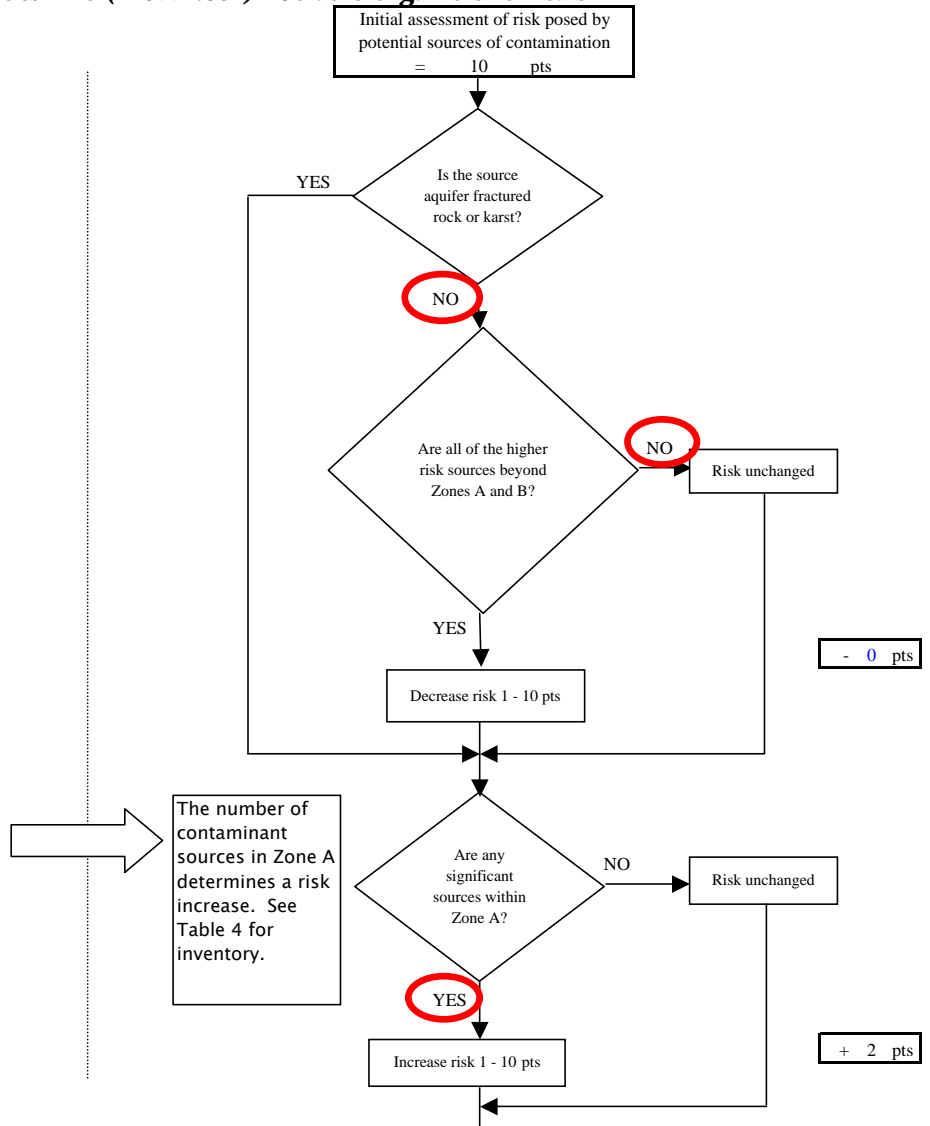 Initial assessment of risk posed by
potential sources of contamination
= 10 pts
Is the source
aquifer fractured
rock or karst?
YES
NO
Are all of the higher
risk sources beyond
Zones A and B?
NO
Risk unchanged
YES
- 0 pts
Decrease risk 1 - 10 pts
The number of
contaminant
sources in Zone A
determines a risk
increase. See
Table 4 for
inventory.
Are any
significant
sources within
Zone A?
NO
Risk unchanged
YES
Increase risk 1 - 10 pts
+ 2 pts